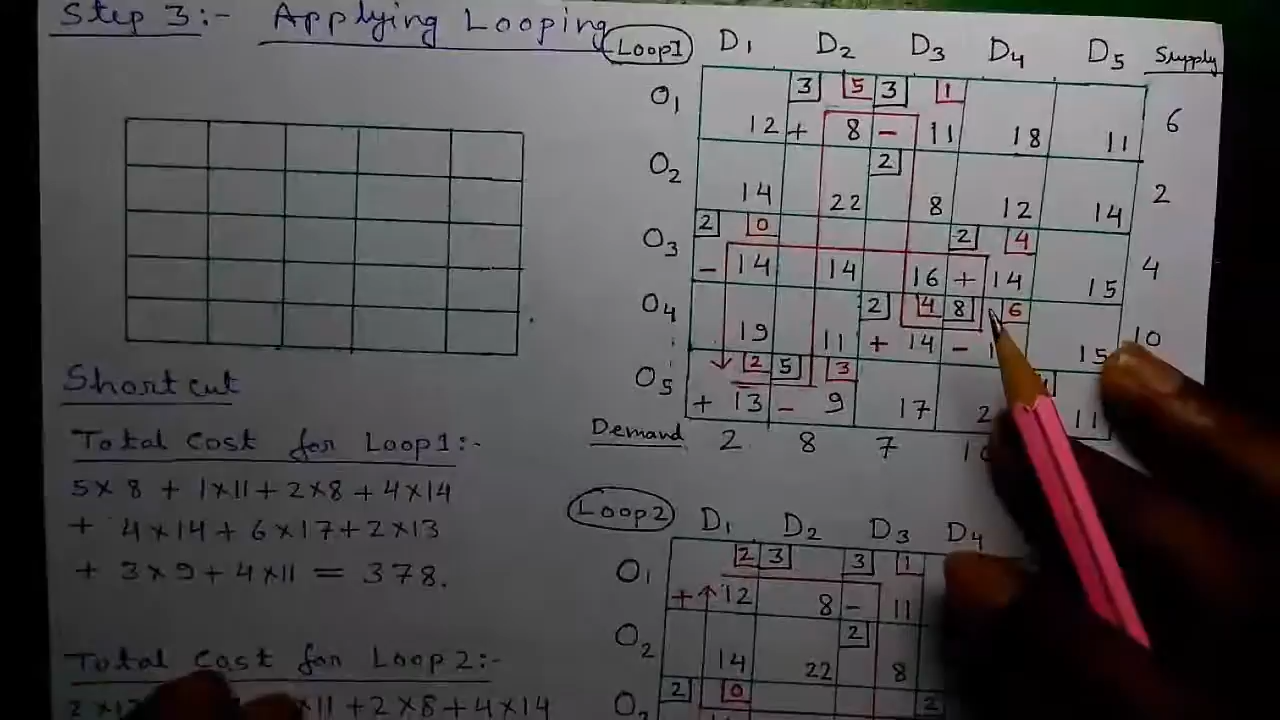 Step 3:- Applying Looping
Loop1 D1 D2 D3 D4 D5 Supply
O1 3 5 3 1 6
12 + 8 - 11 18 11
O2 2 2
14 22 8 12 14
O3 2 0 2 4 4
- 14 14 16 + 14 15
O4 2 4 8 6 10
19 11 + 14 - 15
O5 2 5 3
+ 13 - 9 17 11
Demand 2 8 7
Shortcut
Total Cost for Loop1:-
5×8 + 1×11 + 2×8 + 4×14
+ 4×14 + 6×17 + 2×13
+ 3×9 + 4×11 = 378.
Loop2 D1 D2 D3 D4
O1 2 3 3 1
+ 12 8 - 11
O2 2
14 22 8
2 0 2
Total Cost for Loop 2:-
×11 + 2×8 + 4×14